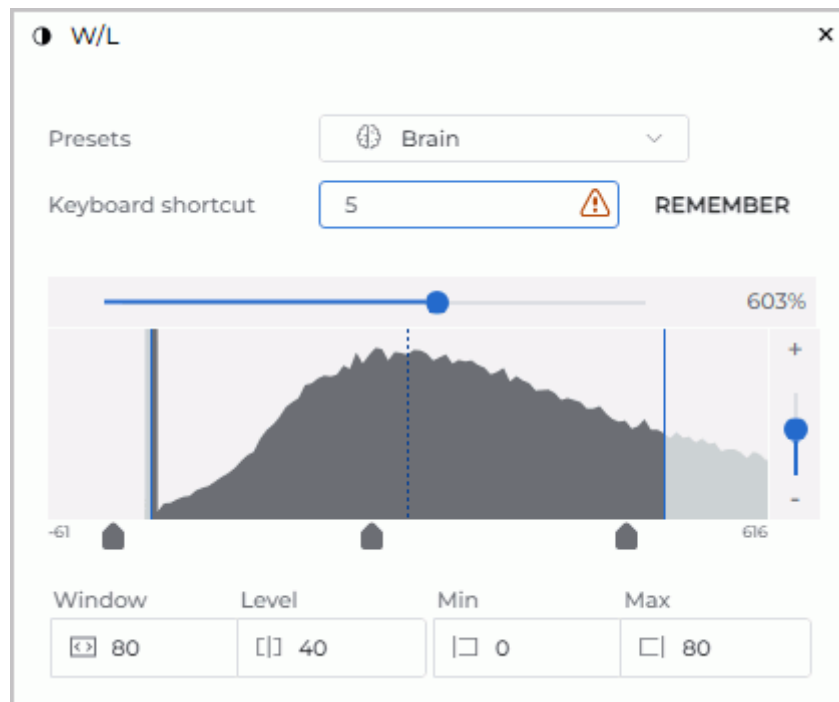 W/L
Presets Brain
Keyboard shortcut 5 REMEMBER
603%
+
-
-61 616
Window Level Min Max
80 40 0 80